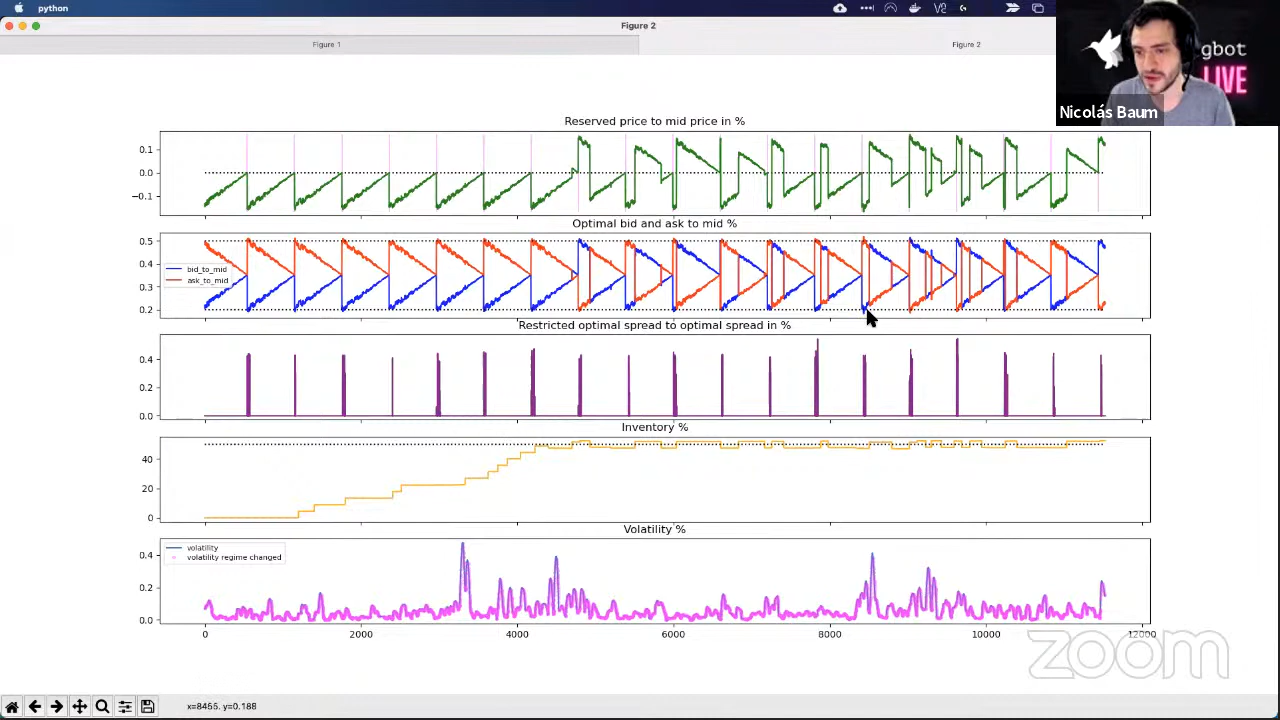 python
Figure 2
Figure 1
Figure 2
gbot
LIVE
Nicolás Baum
Reserved price to mid price in %
0.1
0.0
−0.1
Optimal bid and ask to mid %
0.5
0.4
0.3
0.2
bid_to_mid
ask_to_mid
Restricted optimal spread to optimal spread in %
0.4
0.2
0.0
Inventory %
40
20
0
Volatility %
volatility
volatility regime changed
0.4
0.2
0.0
0
2000
4000
6000
8000
10000
12000
zoom
x=8466. y=0.188